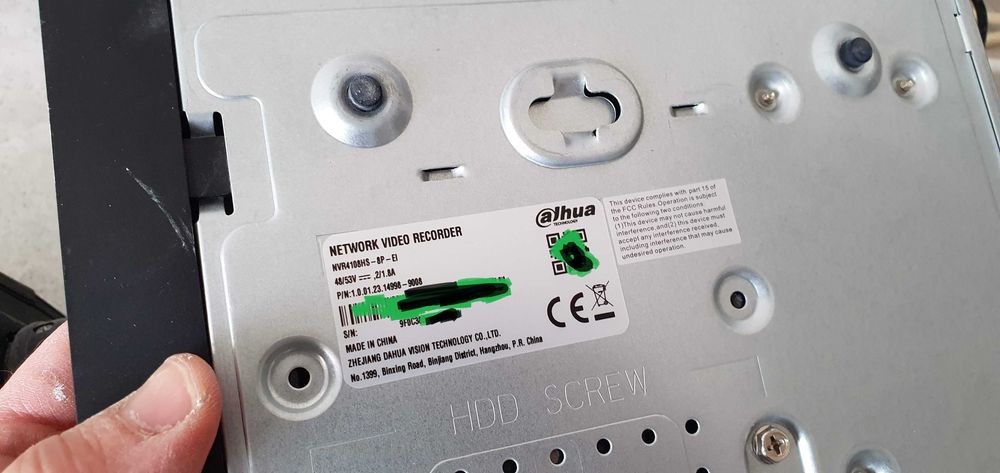 alhua
TECHNOLOGY
NETWORK VIDEO RECORDER
NVR4108HS-8P-EI
48/53V ⎓ .2/1.8A
P/N:1.0.01.23.14998-9008
S/N:
9F0C3
MADE IN CHINA
ZHEJIANG DAHUA VISION TECHNOLOGY CO.,LTD.
No.1399, Binxing Road, Binjiang District, Hangzhou, P.R. China
CE
This device complies with part 15 of
the FCC Rules.Operation is subject
to the following two conditions.
(1)This device may not cause harmful
interference,and(2) this device must
accept any interference received,
including interference that may cause
undesired operation.
HDD SCREW